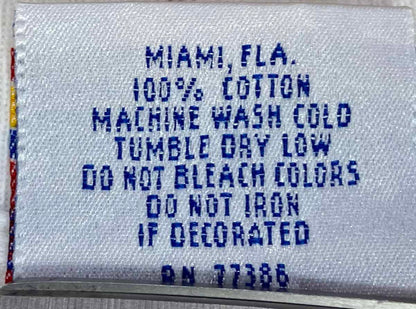 MIAMI, FLA.
100% COTTON
MACHINE WASH COLD
TUMBLE DRY LOW
DO NOT BLEACH COLORS
DO NOT IRON
IF DECORATED
RN 77386